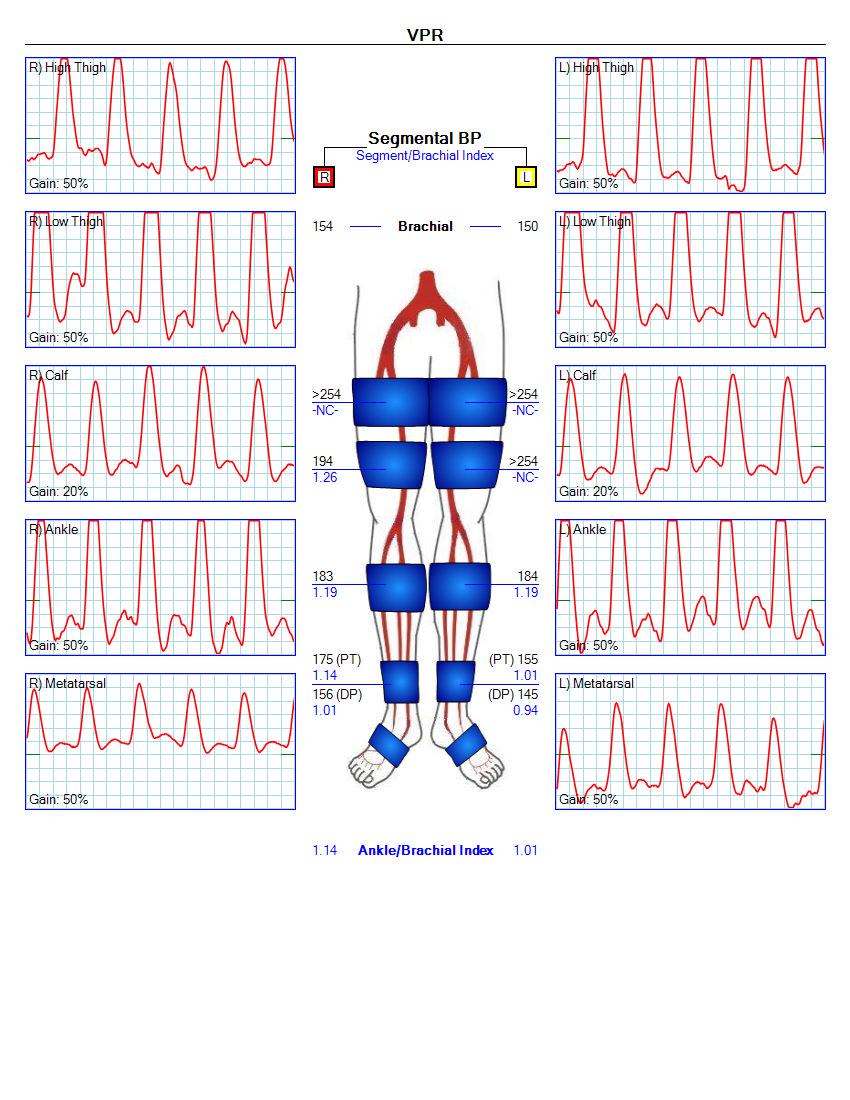 VPR
R) High Thigh
Gain: 50%
L) High Thigh
Gain: 50%
Segmental BP
Segment/Brachial Index
R
L
154 Brachial 150
R) Low Thigh
Gain: 50%
L) Low Thigh
Gain: 50%
>254
-NC-
>254
-NC-
194
1.26
>254
-NC-
R) Calf
Gain: 20%
L) Calf
Gain: 20%
R) Ankle
Gain: 50%
L) Ankle
Gain: 50%
183
1.19
184
1.19
175 (PT)
1.14
156 (DP)
1.01
(PT) 155
1.01
(DP) 145
0.94
R) Metatarsal
Gain: 50%
L) Metatarsal
Gain: 50%
1.14 Ankle/Brachial Index 1.01